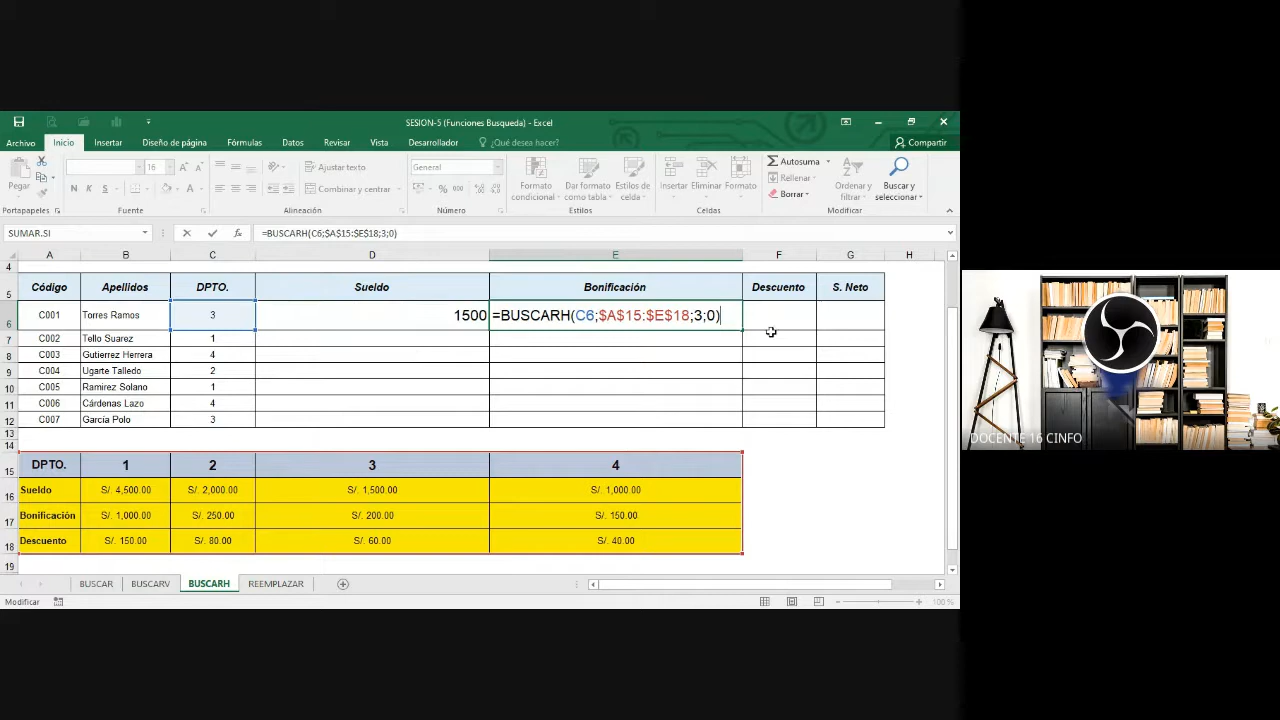 SESION-5 (Funciones Busqueda) - Excel
Archivo Inicio Insertar Diseño de página Fórmulas Datos Revisar Vista Desarrollador ¿Qué desea hacer? Compartir
Pegar
Portapapeles
16 A A
N K S A
Fuente
Ajustar texto
Combinar y centrar
Alineación
General
% 000
Número
Formato condicional
Dar formato como tabla
Estilos de celda
Estilos
Insertar Eliminar Formato
Celdas
Autosuma
Rellenar
Borrar
Ordenar y filtrar
Buscar y seleccionar
Modificar
SUMAR.SI fx =BUSCARH(C6;$A$15:$E$18;3;0)
A B C D E F G H
4
5 Código Apellidos DPTO. Sueldo Bonificación Descuento S. Neto
6 C001 Torres Ramos 3 1500 =BUSCARH(C6;$A$15:$E$18;3;0)
7 C002 Tello Suarez 1
8 C003 Gutierrez Herrera 4
9 C004 Ugarte Talledo 2
10 C005 Ramirez Solano 1
11 C006 Cárdenas Lazo 4
12 C007 García Polo 3
13
14
15 DPTO. 1 2 3 4
16 Sueldo S/. 4,500.00 S/. 2,000.00 S/. 1,500.00 S/. 1,000.00
17 Bonificación S/. 1,000.00 S/. 250.00 S/. 200.00 S/. 150.00
18 Descuento S/. 150.00 S/. 80.00 S/. 60.00 S/. 40.00
19
BUSCAR BUSCARV BUSCARH REEMPLAZAR
Modificar 100 %
DOCENTE 16 CINFO